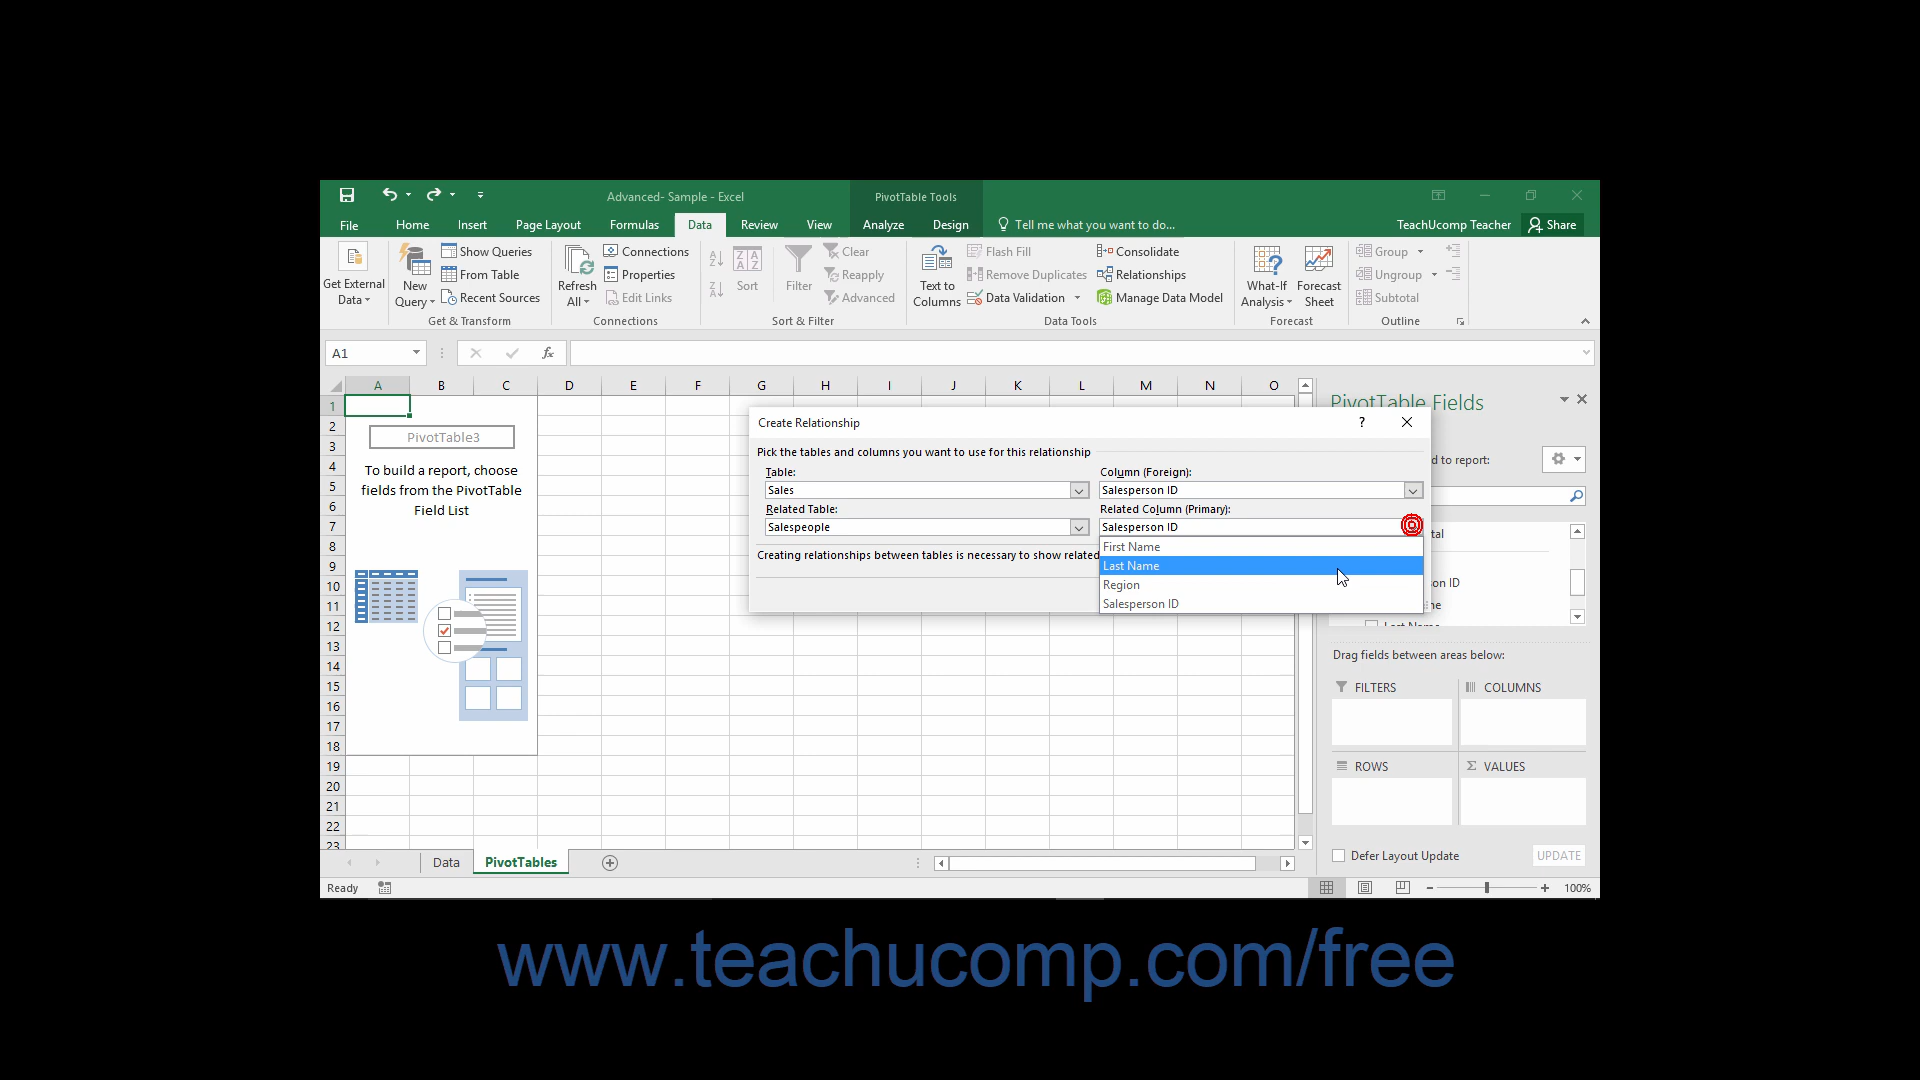 Advanced- Sample - Excel
PivotTable Tools
File
Home
Insert
Page Layout
Formulas
Data
Review
View
Analyze
Design
Tell me what you want to do...
TeachUcomp Teacher
Share
Get External Data
New Query
Show Queries
From Table
Recent Sources
Get & Transform
Refresh All
Connections
Properties
Edit Links
Connections
Sort
Filter
Clear
Reapply
Advanced
Sort & Filter
Text to Columns
Flash Fill
Remove Duplicates
Data Validation
Consolidate
Relationships
Manage Data Model
Data Tools
What-If Analysis
Forecast Sheet
Forecast
Group
Ungroup
Subtotal
Outline
A1
fx
A B C D E F G H I J K L M N O
1
2
3
4
5
6
7
8
9
10
11
12
13
14
15
16
17
18
19
20
21
22
23
PivotTable3
To build a report, choose
fields from the PivotTable
Field List
Create Relationship
?
Pick the tables and columns you want to use for this relationship
Table:
Column (Foreign):
Sales
Salesperson ID
Related Table:
Related Column (Primary):
Salespeople
Salesperson ID
Creating relationships between tables is necessary to show related
First Name
Last Name
Region
Salesperson ID
PivotTable Fields
d to report:
tal
on ID
Last Name
Drag fields between areas below:
FILTERS
COLUMNS
ROWS
Σ VALUES
Defer Layout Update
UPDATE
Data
PivotTables
Ready
100%
www.teachucomp.com/free